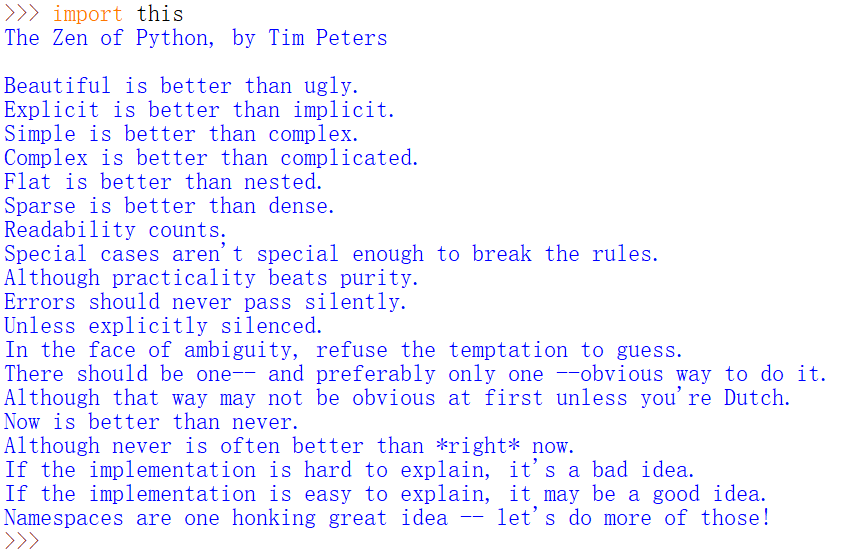 >>> import this
The Zen of Python, by Tim Peters

Beautiful is better than ugly.
Explicit is better than implicit.
Simple is better than complex.
Complex is better than complicated.
Flat is better than nested.
Sparse is better than dense.
Readability counts.
Special cases aren't special enough to break the rules.
Although practicality beats purity.
Errors should never pass silently.
Unless explicitly silenced.
In the face of ambiguity, refuse the temptation to guess.
There should be one-- and preferably only one --obvious way to do it.
Although that way may not be obvious at first unless you're Dutch.
Now is better than never.
Although never is often better than *right* now.
If the implementation is hard to explain, it's a bad idea.
If the implementation is easy to explain, it may be a good idea.
Namespaces are one honking great idea -- let's do more of those!
>>>